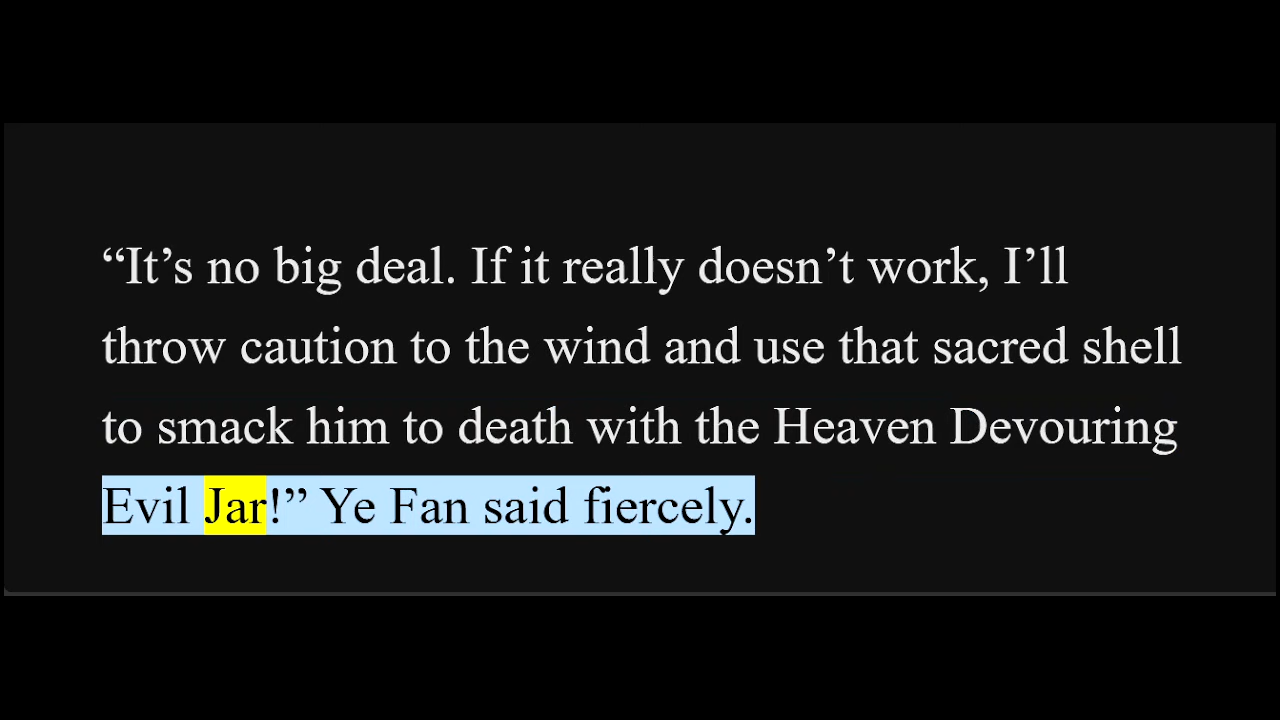 “It’s no big deal. If it really doesn’t work, I’ll
throw caution to the wind and use that sacred shell
to smack him to death with the Heaven Devouring
Evil Jar!” Ye Fan said fiercely.